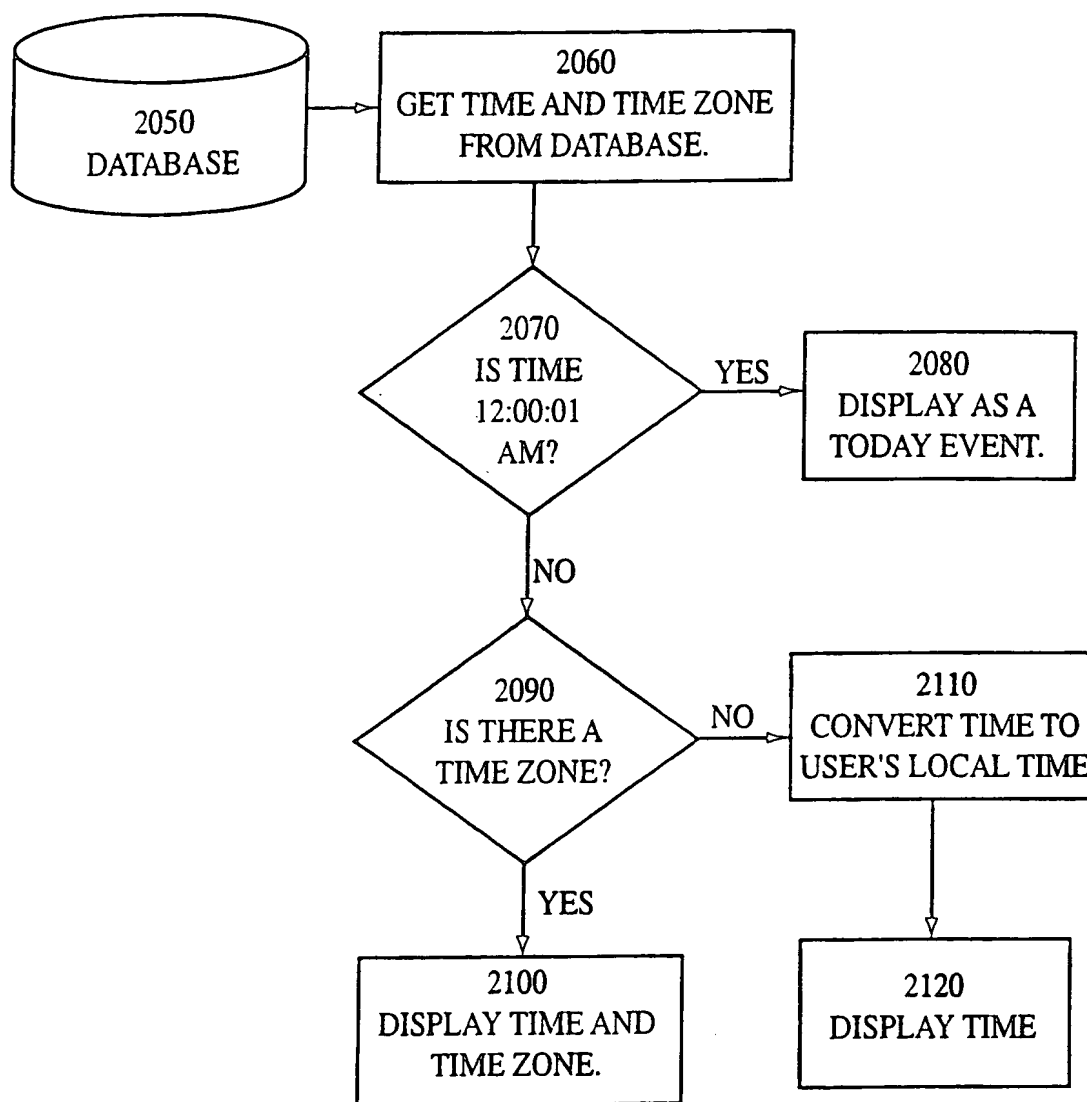 2050
DATABASE
2060
GET TIME AND TIME ZONE
FROM DATABASE.
2070
IS TIME
12:00:01
AM?
YES
2080
DISPLAY AS A
TODAY EVENT.
NO
2090
IS THERE A
TIME ZONE?
NO
2110
CONVERT TIME TO
USER'S LOCAL TIME
YES
2100
DISPLAY TIME AND
TIME ZONE.
2120
DISPLAY TIME